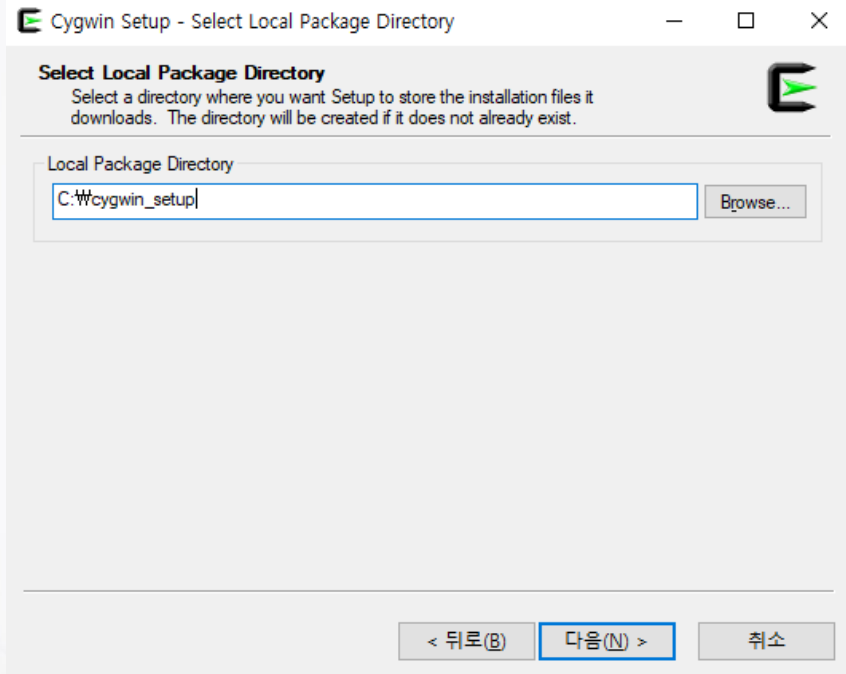 Cygwin Setup - Select Local Package Directory
Select Local Package Directory
Select a directory where you want Setup to store the installation files it
downloads. The directory will be created if it does not already exist.
Local Package Directory
C:₩cygwin_setup
Browse...
< 뒤로(B)
다음(N) >
취소